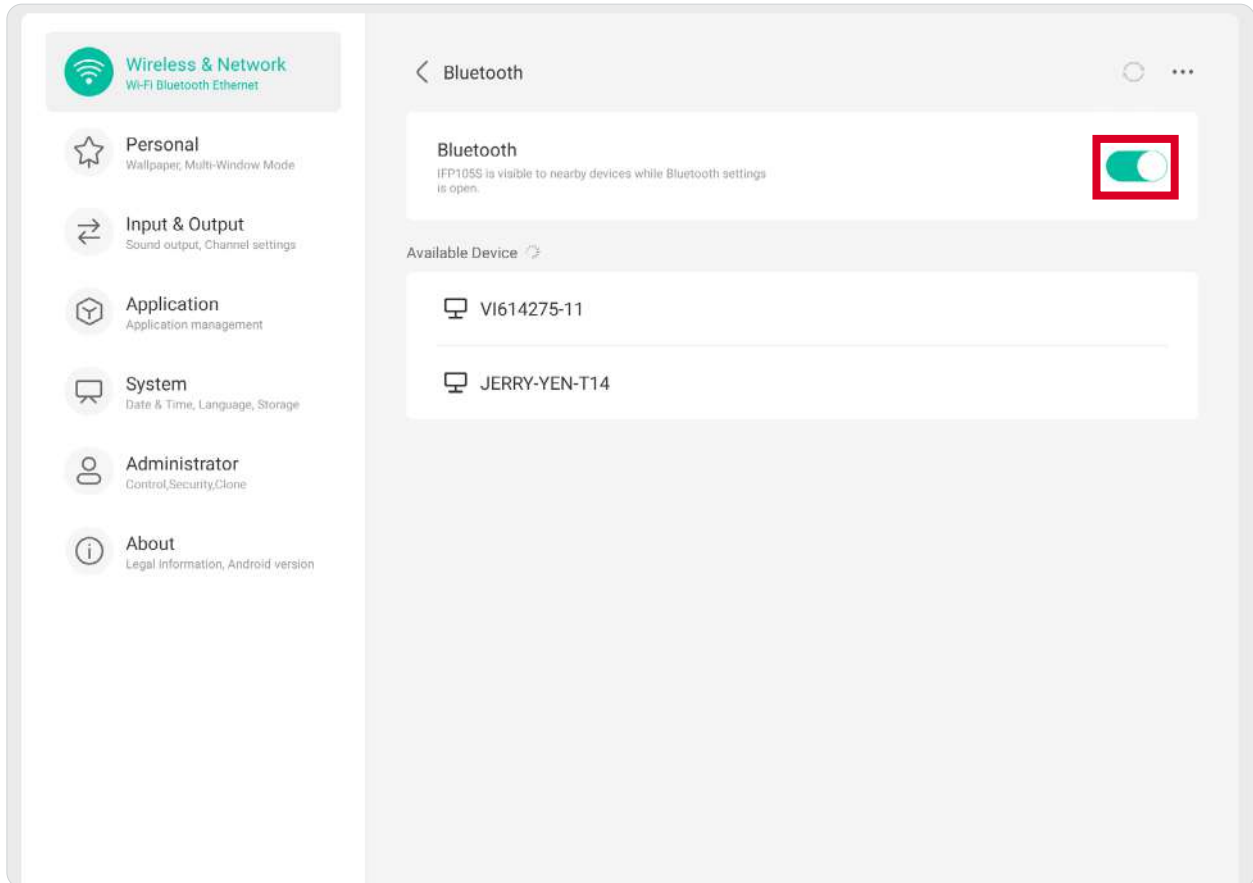 Wireless & Network
Wi-Fi Bluetooth Ethernet
Personal
Wallpaper, Multi-Window Mode
Input & Output
Sound output, Channel settings
Application
Application management
System
Date & Time, Language, Storage
Administrator
Control,Security,Clone
About
Legal Information, Android version
Bluetooth
Bluetooth
IFP105S is visible to nearby devices while Bluetooth settings
is open.
Available Device
VI614275-11
JERRY-YEN-T14